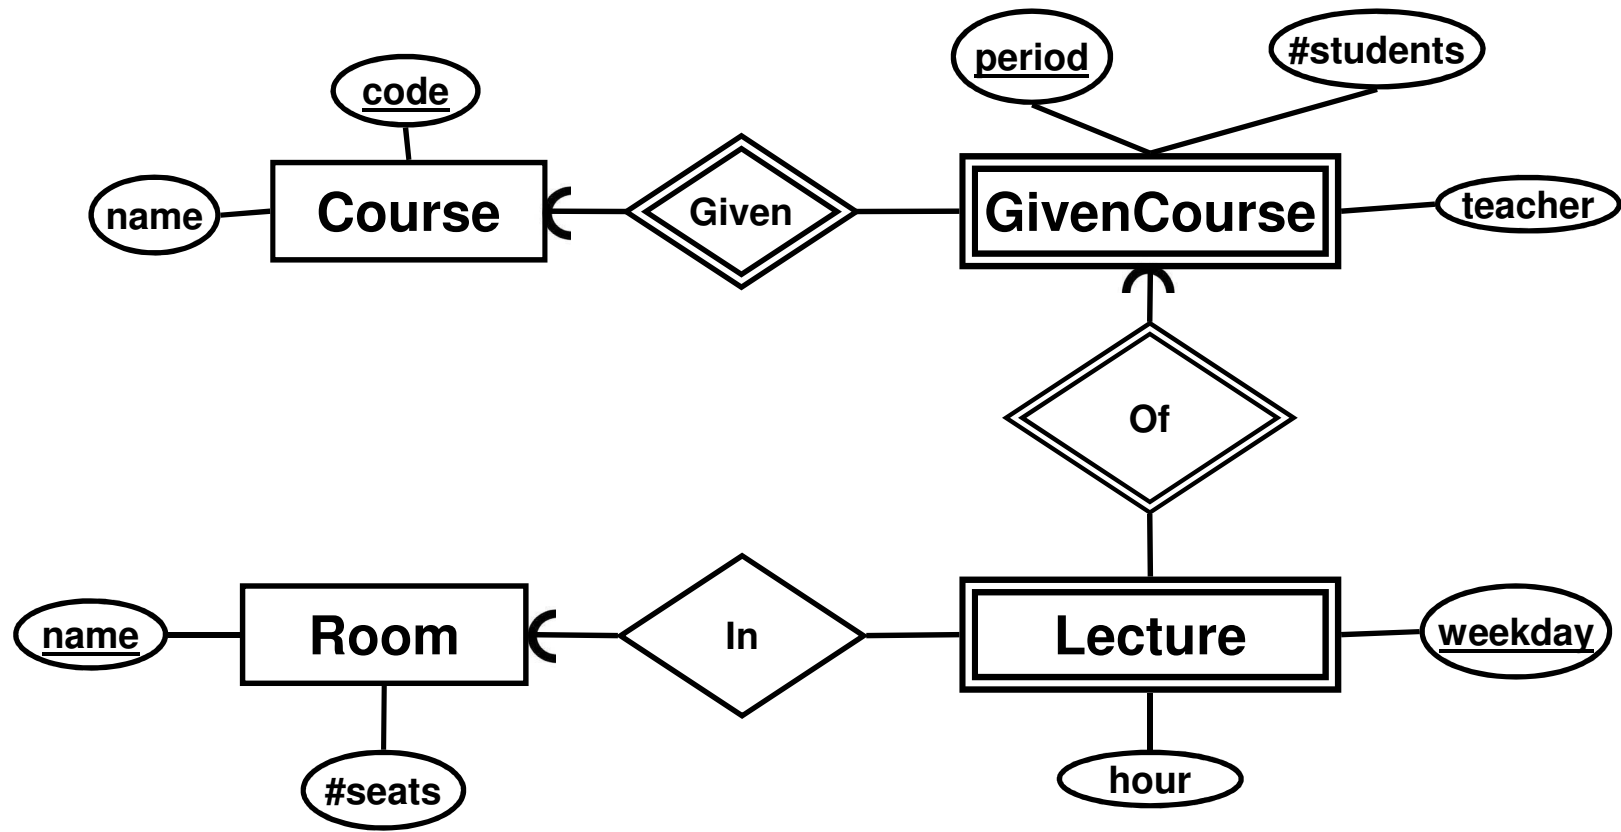 period
#students
code
name
Course
Given
GivenCourse
teacher
Of
name
Room
In
Lecture
weekday
#seats
hour